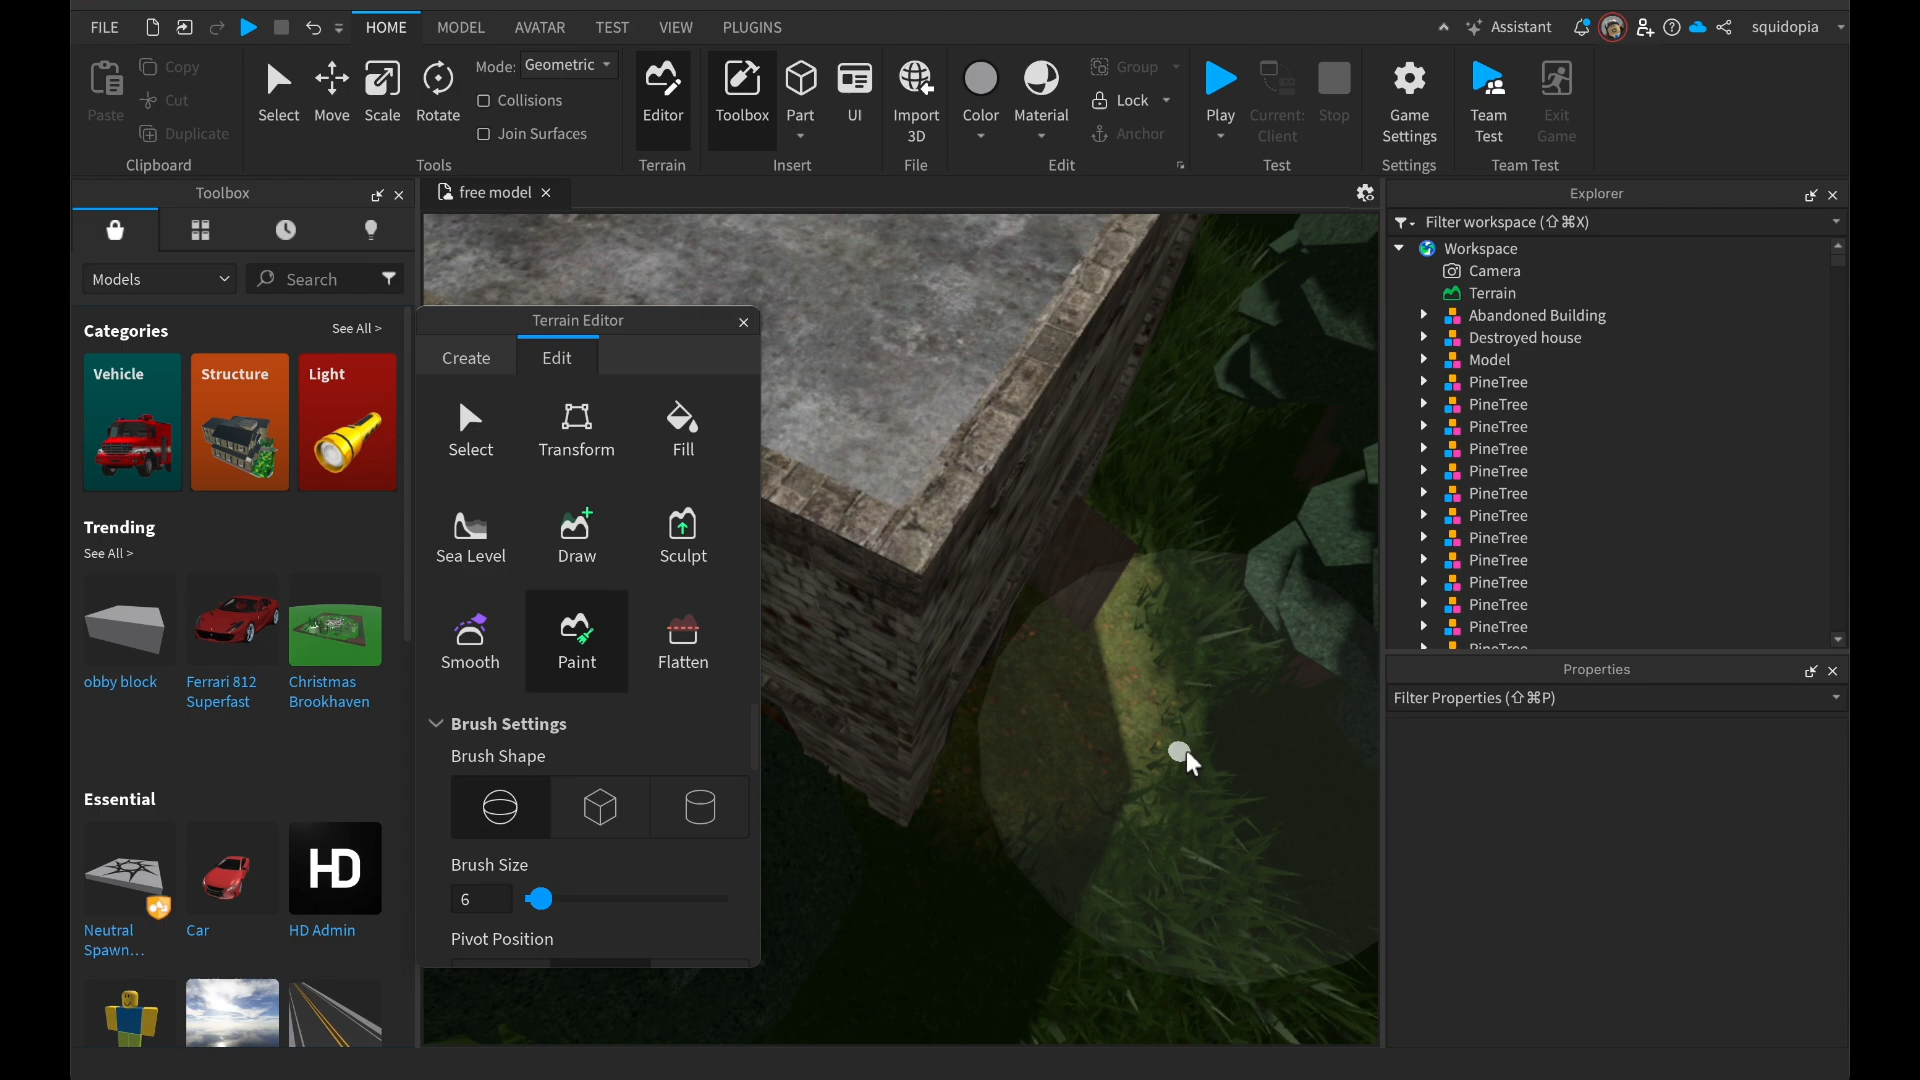 FILE
HOME
MODEL
AVATAR
TEST
VIEW
PLUGINS
Assistant
squidopia
Paste
Copy
Cut
Duplicate
Clipboard
Select
Move
Scale
Rotate
Mode: Geometric
Collisions
Join Surfaces
Tools
Editor
Terrain
Toolbox
Part
UI
Insert
Import
3D
File
Color
Material
Group
Lock
Anchor
Edit
Play
Current:
Client
Stop
Test
Game
Settings
Settings
Team
Test
Exit
Game
Team Test
Toolbox
Models
Search
Categories
See All >
Vehicle
Structure
Light
Trending
See All >
obby block
Ferrari 812
Superfast
Christmas
Brookhaven
Essential
HD
Neutral
Spawn...
Car
HD Admin
free model
Terrain Editor
Create
Edit
Select
Transform
Fill
Sea Level
Draw
Sculpt
Smooth
Paint
Flatten
Brush Settings
Brush Shape
Brush Size
6
Pivot Position
Explorer
Filter workspace (⇧⌘X)
Workspace
Camera
Terrain
Abandoned Building
Destroyed house
Model
PineTree
PineTree
PineTree
PineTree
PineTree
PineTree
PineTree
PineTree
PineTree
PineTree
PineTree
PineTree
PineTree
Properties
Filter Properties (⇧⌘P)